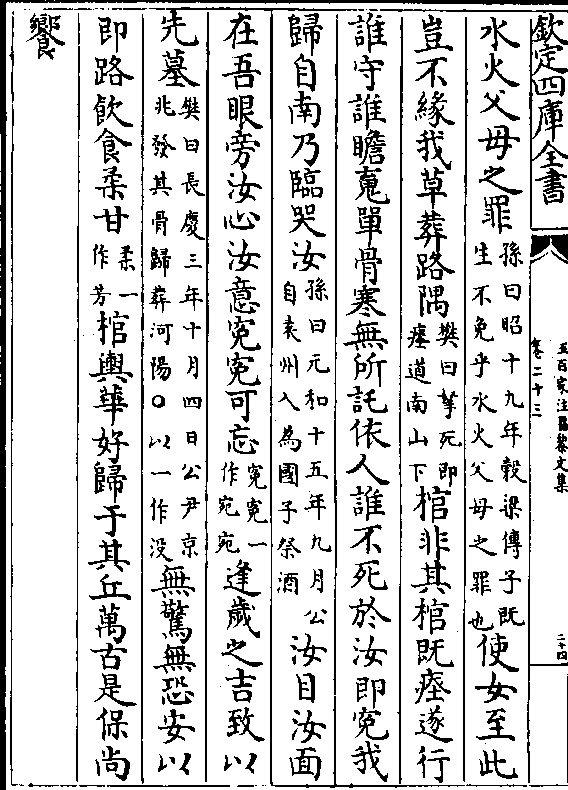 欽定四庫全書
五百家注昌黎文集
卷二十三
二十四
水火父母之罪孫曰昭十九年穀梁傳子既生不免乎水火父母之罪也使女至此
豈不緣我草葬路隅樊曰拏死即瘞道南山下棺非其棺既瘞遂行
誰守誰瞻䰟單骨寒無所託依人誰不死於汝即寃我
歸自南乃臨哭汝孫曰元和十五年九月公自袁州入為國子祭酒汝目汝面
在吾眼旁汝心汝意寃寃可忘寃寃一作宛宛逢歲之吉致汝
先墓樊曰長慶三年十月四日公尹京兆發其骨歸葬河陽○以一作汝無驚無恐安以
即路飲食柔甘柔一作芳棺輿華好歸于其丘萬古是保尚
饗